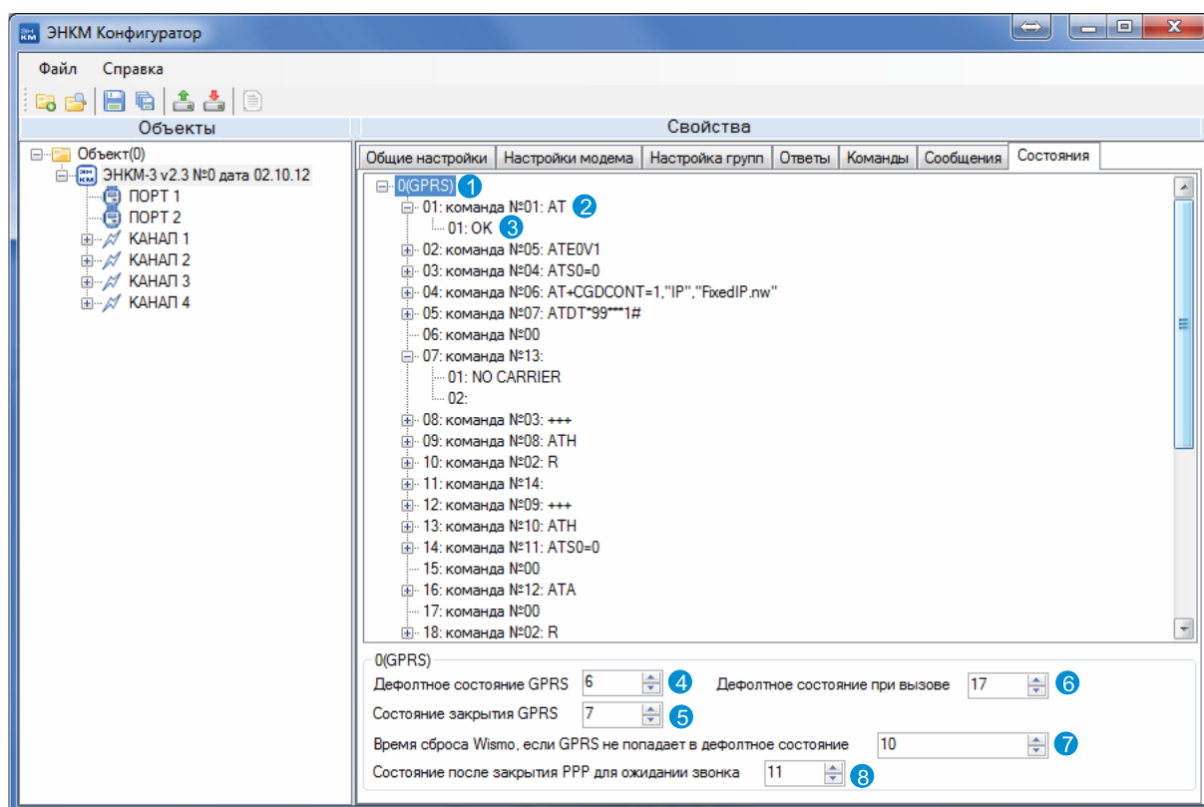 ЭНКМ Конфигуратор
Файл Справка
Объекты
Свойства
Объект(0)
ЭНКМ-3 v2.3 №0 дата 02.10.12
ПОРТ 1
ПОРТ 2
КАНАЛ 1
КАНАЛ 2
КАНАЛ 3
КАНАЛ 4
Общие настройки Настройки модема Настройка групп Ответы Команды Сообщения Состояния
0(GPRS) 1
01: команда №01: AT 2
01: OK 3
02: команда №05: ATE0V1
03: команда №04: ATS0=0
04: команда №06: AT+CGDCONT=1,"IP","FixedIP.nw"
05: команда №07: ATDT*99***1#
06: команда №00
07: команда №13:
01: NO CARRIER
02:
08: команда №03: +++
09: команда №08: ATH
10: команда №02: R
11: команда №14:
12: команда №09: +++
13: команда №10: ATH
14: команда №11: ATS0=0
15: команда №00
16: команда №12: ATA
17: команда №00
18: команда №02: R
0(GPRS)
Дефолтное состояние GPRS 6 4 Дефолтное состояние при вызове 17 6
Состояние закрытия GPRS 7 5
Время сброса Wismo, если GPRS не попадает в дефолтное состояние 10 7
Состояние после закрытия PPP для ожидании звонка 11 8